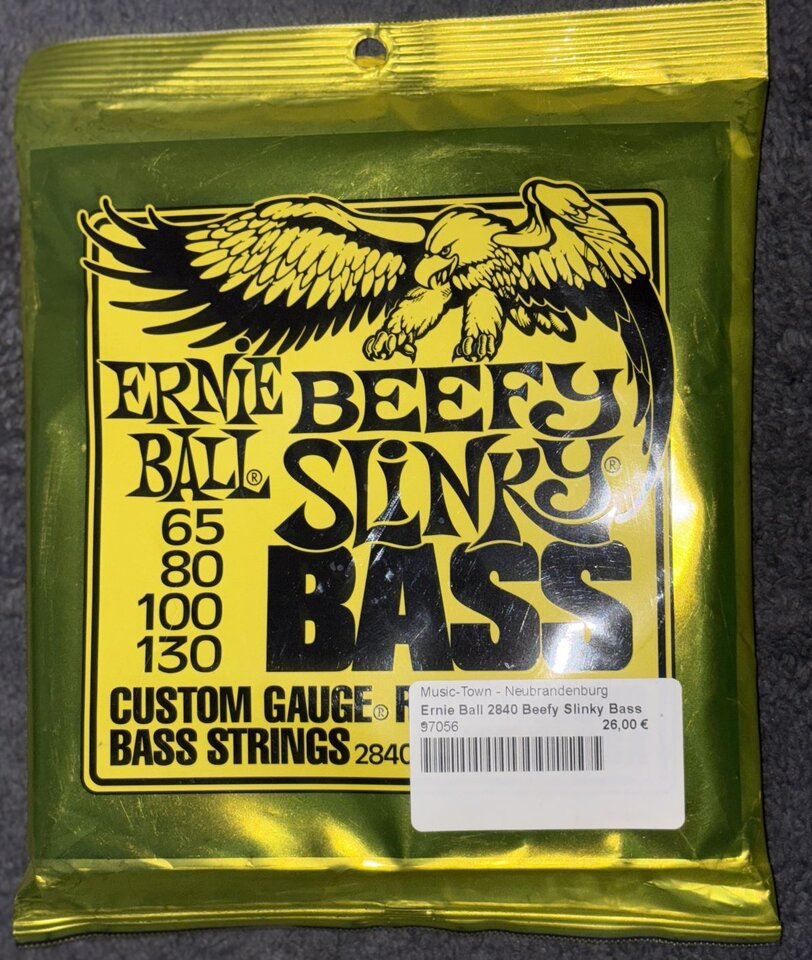 ERNiE
BALL®
BEEFY
SLiNKY®
BASS
65
80
100
130
CUSTOM GAUGE®
BASS STRINGS 2840
Music-Town - Neubrandenburg
Ernie Ball 2840 Beefy Slinky Bass
97056 26,00 €